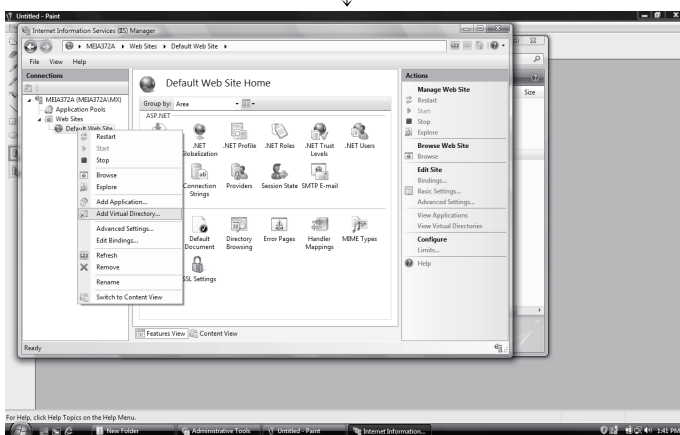 Untitled - Paint
Internet Information Services (IIS) Manager
MEIA372A
Web Sites
Default Web Site
File View Help
Connections
MEIA372A (MEIA372A\MX)
Application Pools
Web Sites
Default Web Site
Restart
Start
Stop
Browse
Explore
Add Application...
Add Virtual Directory...
Advanced Settings...
Edit Bindings...
Refresh
Remove
Rename
Switch to Content View
Default Web Site Home
Group by: Area
ASP.NET
.NET Globalization
.NET Profile
.NET Roles
.NET Trust Levels
.NET Users
Connection Strings
Providers
Session State
SMTP E-mail
Default Document
Directory Browsing
Error Pages
Handler Mappings
MIME Types
SSL Settings
Features View
Content View
Actions
Manage Web Site
Restart
Start
Stop
Explore
Browse Web Site
Browse
Edit Site
Bindings...
Basic Settings...
Advanced Settings...
View Applications
View Virtual Directories
Configure
Limits...
Help
Size
Ready
For Help, click Help Topics on the Help Menu.
New Folder
Administrative Tools
Untitled - Paint
Internet Information...
1:41 PM